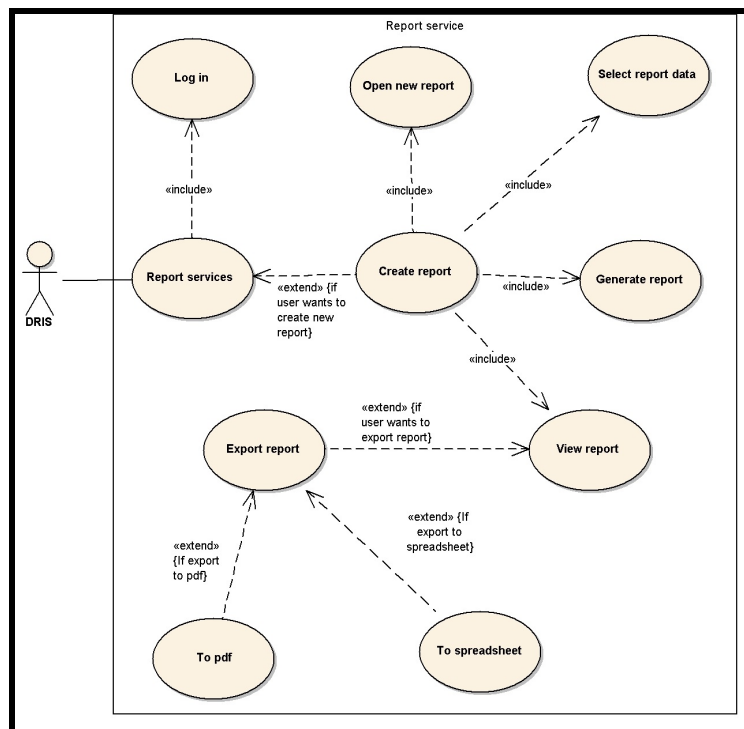 Report service
Log in
Open new report
Select report data
«include»
«include»
«include»
DRIS
Report services
«extend» {if
user wants to
create new
report}
Create report
«include»
Generate report
«include»
Export report
«extend» {if
user wants to
export report}
View report
«extend»
{If export
to pdf}
«extend» {If
export to
spreadsheet}
To pdf
To spreadsheet